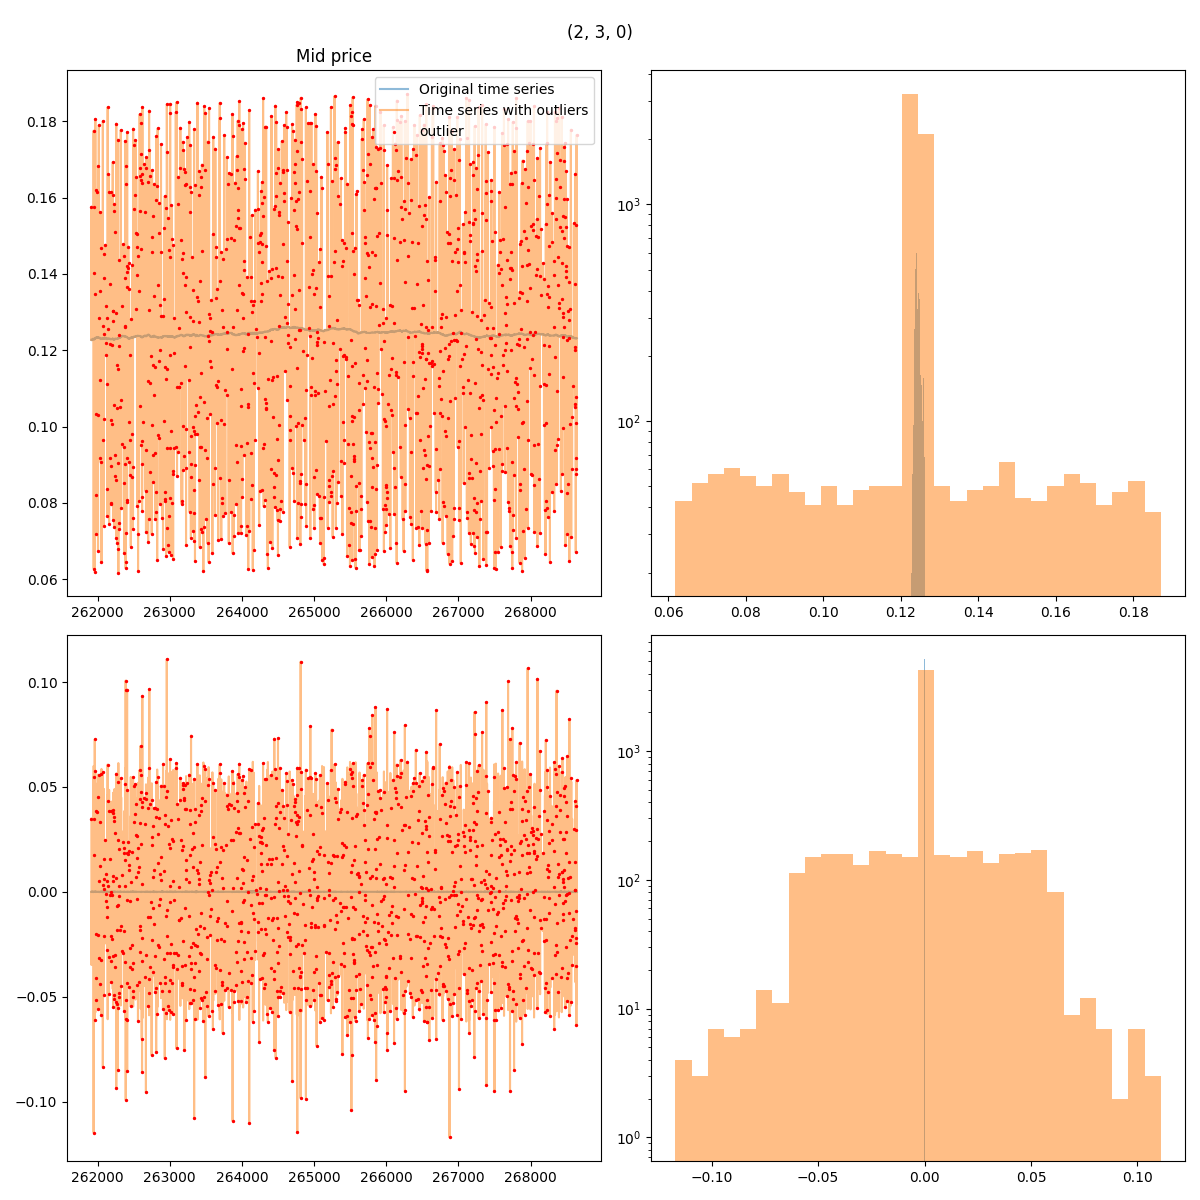 (2, 3, 0)
Mid price
Original time series
Time series with outliers
outlier
0.18
0.16
0.14
0.12
0.10
0.08
0.06
262000 263000 264000 265000 266000 267000 268000
10³
10²
0.06 0.08 0.10 0.12 0.14 0.16 0.18
0.10
0.05
0.00
−0.05
−0.10
262000 263000 264000 265000 266000 267000 268000
10³
10²
10¹
10⁰
−0.10 −0.05 0.00 0.05 0.10